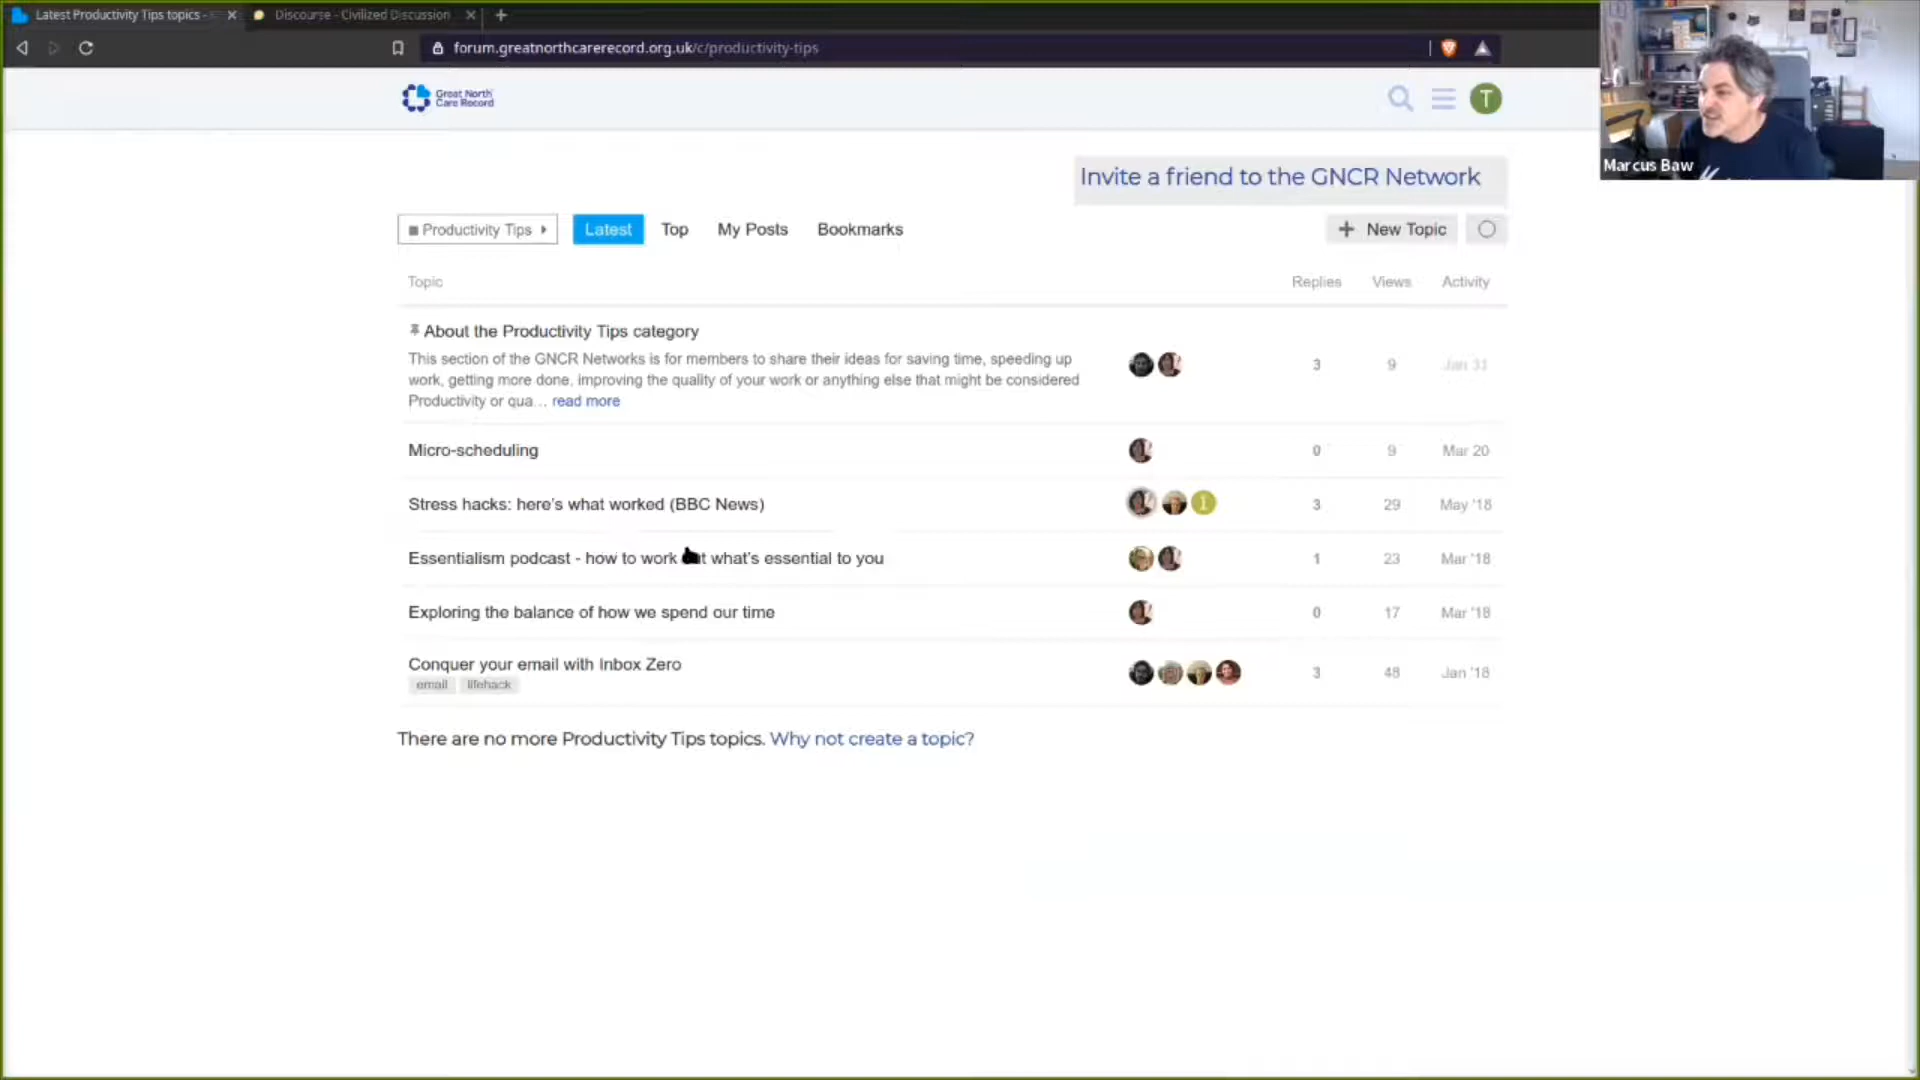 Latest Productivity Tips topics -
Discourse - Civilized Discussion
forum.greatnorthcarerecord.org.uk/c/productivity-tips
Great North
Care Record
T
Marcus Baw
Invite a friend to the GNCR Network
Productivity Tips
Latest
Top
My Posts
Bookmarks
+ New Topic
Topic
Replies
Views
Activity
About the Productivity Tips category
This section of the GNCR Networks is for members to share their ideas for saving time, speeding up
work, getting more done, improving the quality of your work or anything else that might be considered
Productivity or qua… read more
3
9
Jan 31
Micro-scheduling
0
9
Mar 20
Stress hacks: here's what worked (BBC News)
1
3
29
May '18
Essentialism podcast - how to work what's essential to you
1
23
Mar '18
Exploring the balance of how we spend our time
0
17
Mar '18
Conquer your email with Inbox Zero
email
lifehack
3
48
Jan '18
There are no more Productivity Tips topics. Why not create a topic?